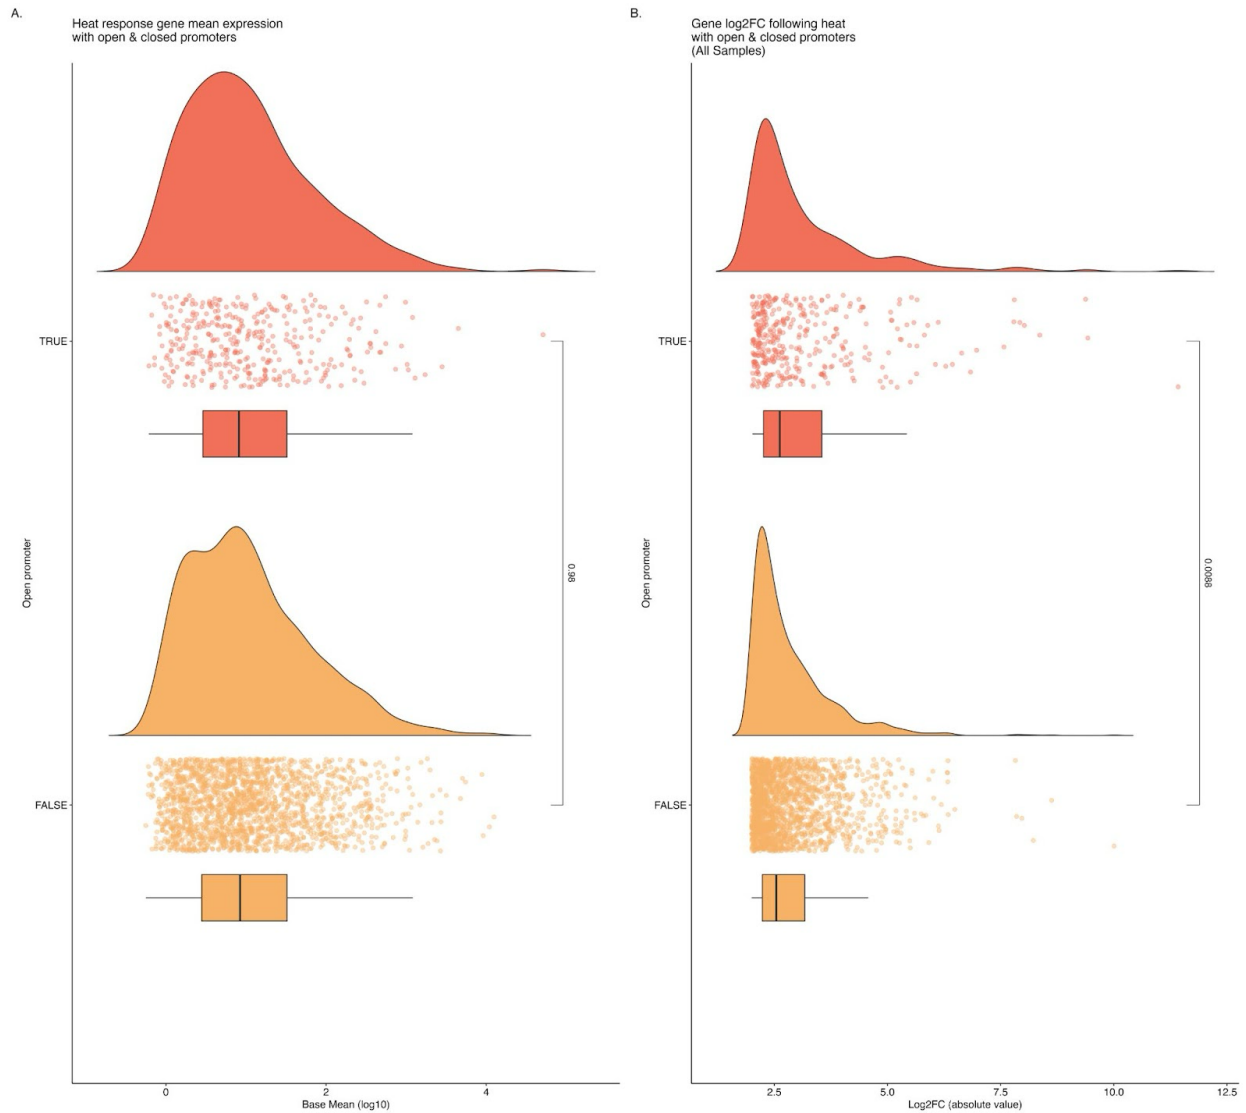 A.
Heat response gene mean expression
with open & closed promoters
TRUE
FALSE
Open promoter
0.98
0 2 4
Base Mean (log10)
B.
Gene log2FC following heat
with open & closed promoters
(All Samples)
TRUE
FALSE
Open promoter
0.0088
2.5 5.0 7.5 10.0 12.5
Log2FC (absolute value)